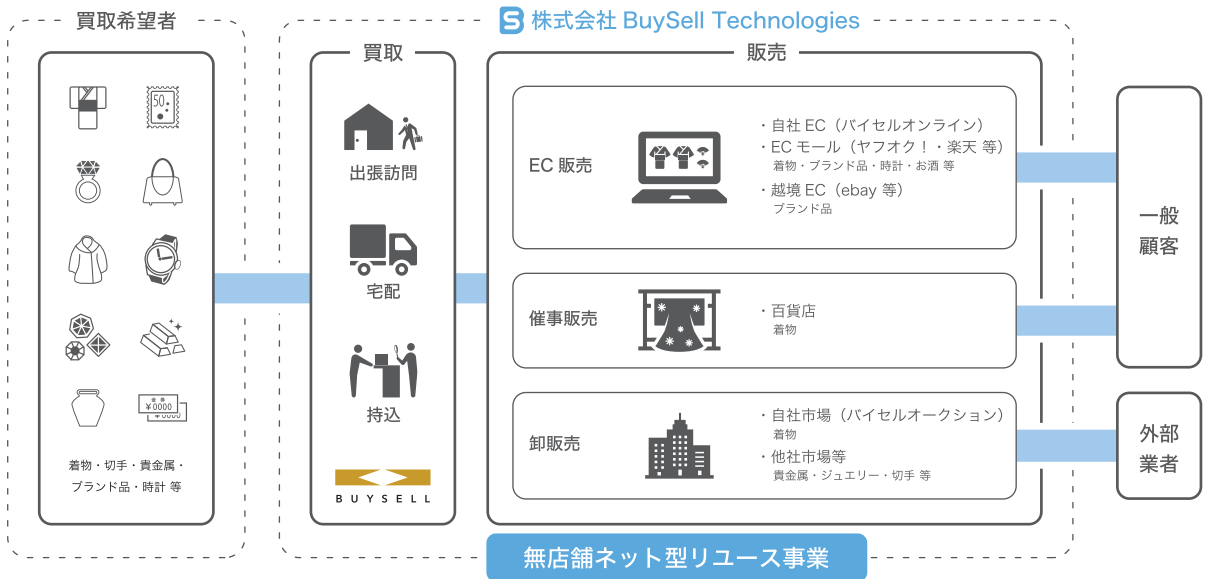 買取希望者
50
金券
¥0000
¥0000
着物・切手・貴金属・
ブランド品・時計 等
S 株式会社 BuySell Technologies
買取
出張訪問
宅配
持込
BUYSELL
販売
EC 販売
・自社 EC（バイセルオンライン）
・EC モール（ヤフオク！・楽天 等）
着物・ブランド品・時計・お酒 等
・越境 EC（ebay 等）
ブランド品
催事販売
・百貨店
着物
卸販売
・自社市場（バイセルオークション）
着物
・他社市場等
貴金属・ジュエリー・切手 等
一般
顧客
外部
業者
無店舗ネット型リユース事業